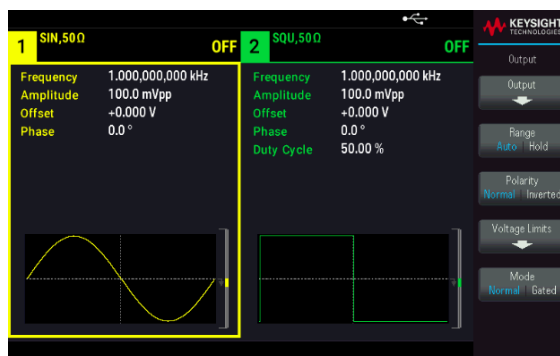 KEYSIGHT
TECHNOLOGIES
1 SIN,50Ω OFF
2 SQU,50Ω OFF
Frequency 1.000,000,000 kHz
Amplitude 100.0 mVpp
Offset +0.000 V
Phase 0.0 °
Frequency 1.000,000,000 kHz
Amplitude 100.0 mVpp
Offset +0.000 V
Phase 0.0 °
Duty Cycle 50.00 %
Output
Output
Range
Auto Hold
Polarity
Normal Inverted
Voltage Limits
Mode
Normal Gated